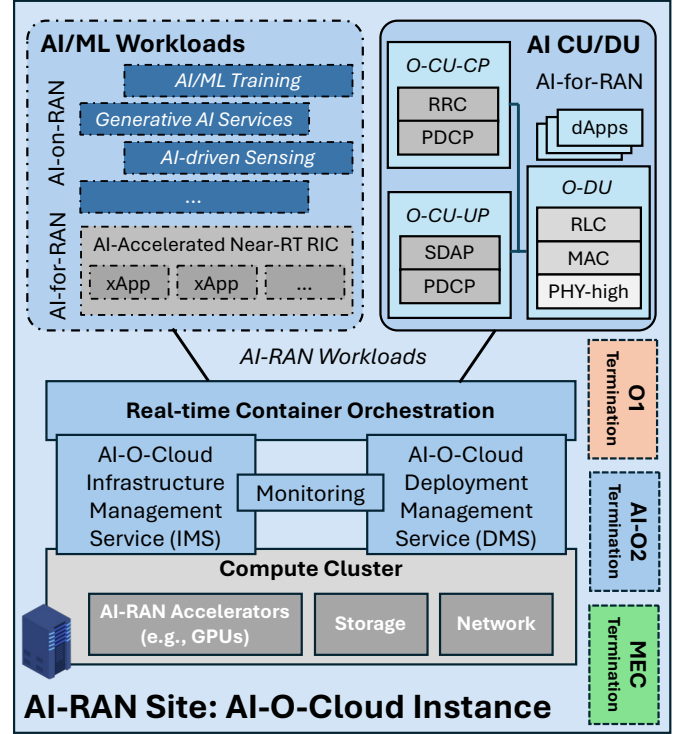 AI/ML Workloads
AI-on-RAN
AI/ML Training
Generative AI Services
AI-driven Sensing
...
AI-for-RAN
AI-Accelerated Near-RT RIC
xApp
xApp
...
AI CU/DU
AI-for-RAN
O-CU-CP
RRC
PDCP
dApps
O-CU-UP
SDAP
PDCP
O-DU
RLC
MAC
PHY-high
AI-RAN Workloads
Real-time Container Orchestration
AI-O-Cloud
Infrastructure
Management
Service (IMS)
Monitoring
AI-O-Cloud
Deployment
Management
Service (DMS)
Compute Cluster
AI-RAN Accelerators
(e.g., GPUs)
Storage
Network
O1
Termination
AI-O2
Termination
MEC
Termination
AI-RAN Site: AI-O-Cloud Instance